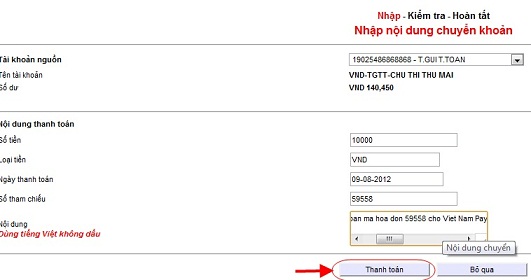 Nhập - Kiểm tra - Hoàn tất
Nhập nội dung chuyển khoản
Tài khoản nguồn 19025486868868 - T.GUI T.TOAN
Tên tài khoản VND-TGTT-CHU THI THU MAI
Số dư VND 140,450
Nội dung thanh toán
Số tiền 10000
Loại tiền VND
Ngày thanh toán 09-08-2012
Số tham chiếu 59558
Nội dung oan ma hoa don 59558 cho Viet Nam Pay
Dùng tiếng Việt không dấu
Nội dung chuyển
Thanh toán Bỏ qua